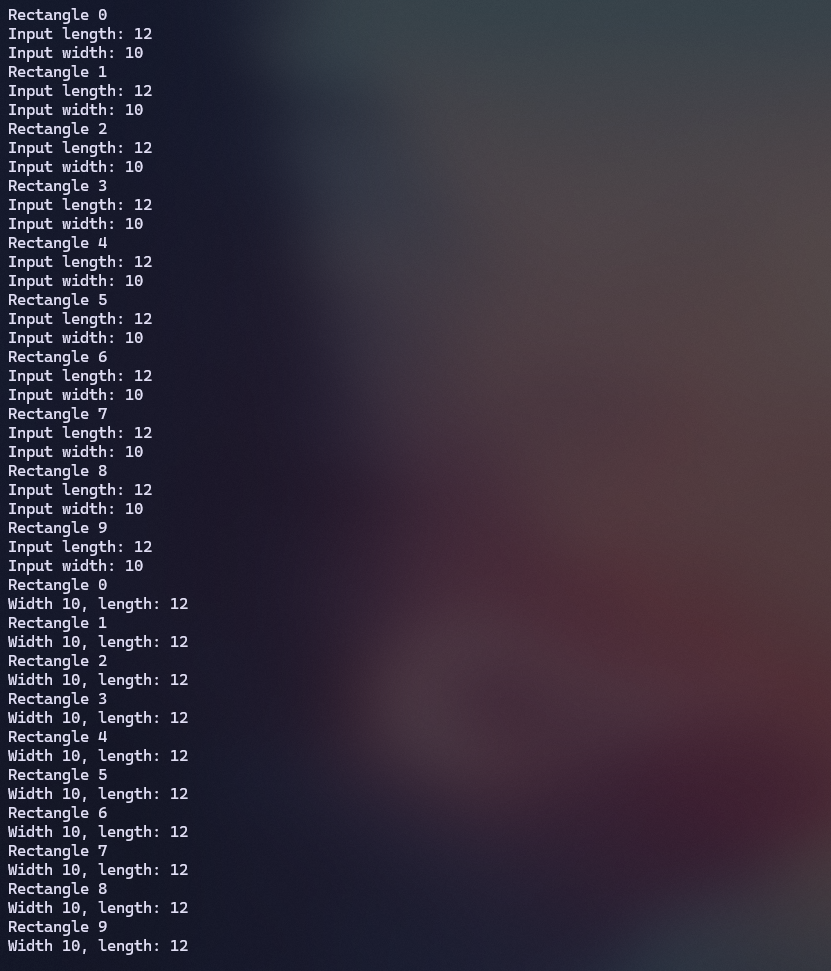 Rectangle 0
Input length: 12
Input width: 10
Rectangle 1
Input length: 12
Input width: 10
Rectangle 2
Input length: 12
Input width: 10
Rectangle 3
Input length: 12
Input width: 10
Rectangle 4
Input length: 12
Input width: 10
Rectangle 5
Input length: 12
Input width: 10
Rectangle 6
Input length: 12
Input width: 10
Rectangle 7
Input length: 12
Input width: 10
Rectangle 8
Input length: 12
Input width: 10
Rectangle 9
Input length: 12
Input width: 10
Rectangle 0
Width 10, length: 12
Rectangle 1
Width 10, length: 12
Rectangle 2
Width 10, length: 12
Rectangle 3
Width 10, length: 12
Rectangle 4
Width 10, length: 12
Rectangle 5
Width 10, length: 12
Rectangle 6
Width 10, length: 12
Rectangle 7
Width 10, length: 12
Rectangle 8
Width 10, length: 12
Rectangle 9
Width 10, length: 12